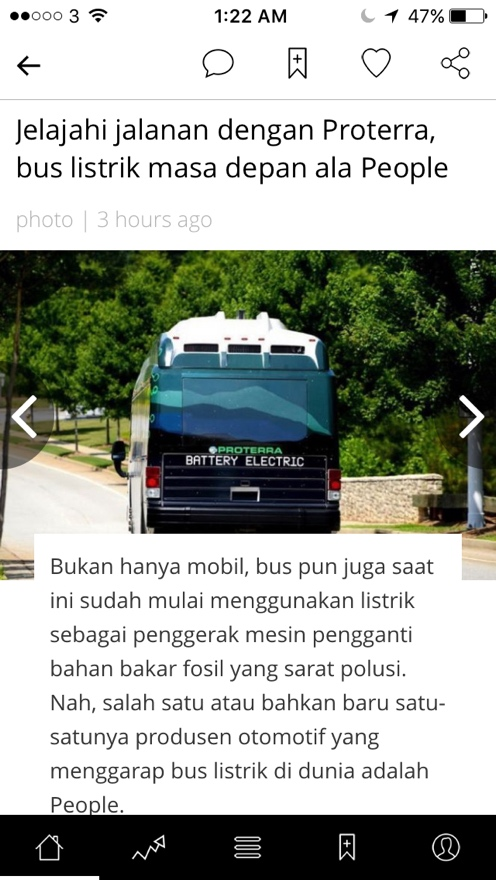 3 1:22 AM 47%
Jelajahi jalanan dengan Proterra,
bus listrik masa depan ala People
photo | 3 hours ago
PROTERRA
BATTERY ELECTRIC
Bukan hanya mobil, bus pun juga saat
ini sudah mulai menggunakan listrik
sebagai penggerak mesin pengganti
bahan bakar fosil yang sarat polusi.
Nah, salah satu atau bahkan baru satu-
satunya produsen otomotif yang
menggarap bus listrik di dunia adalah
People.